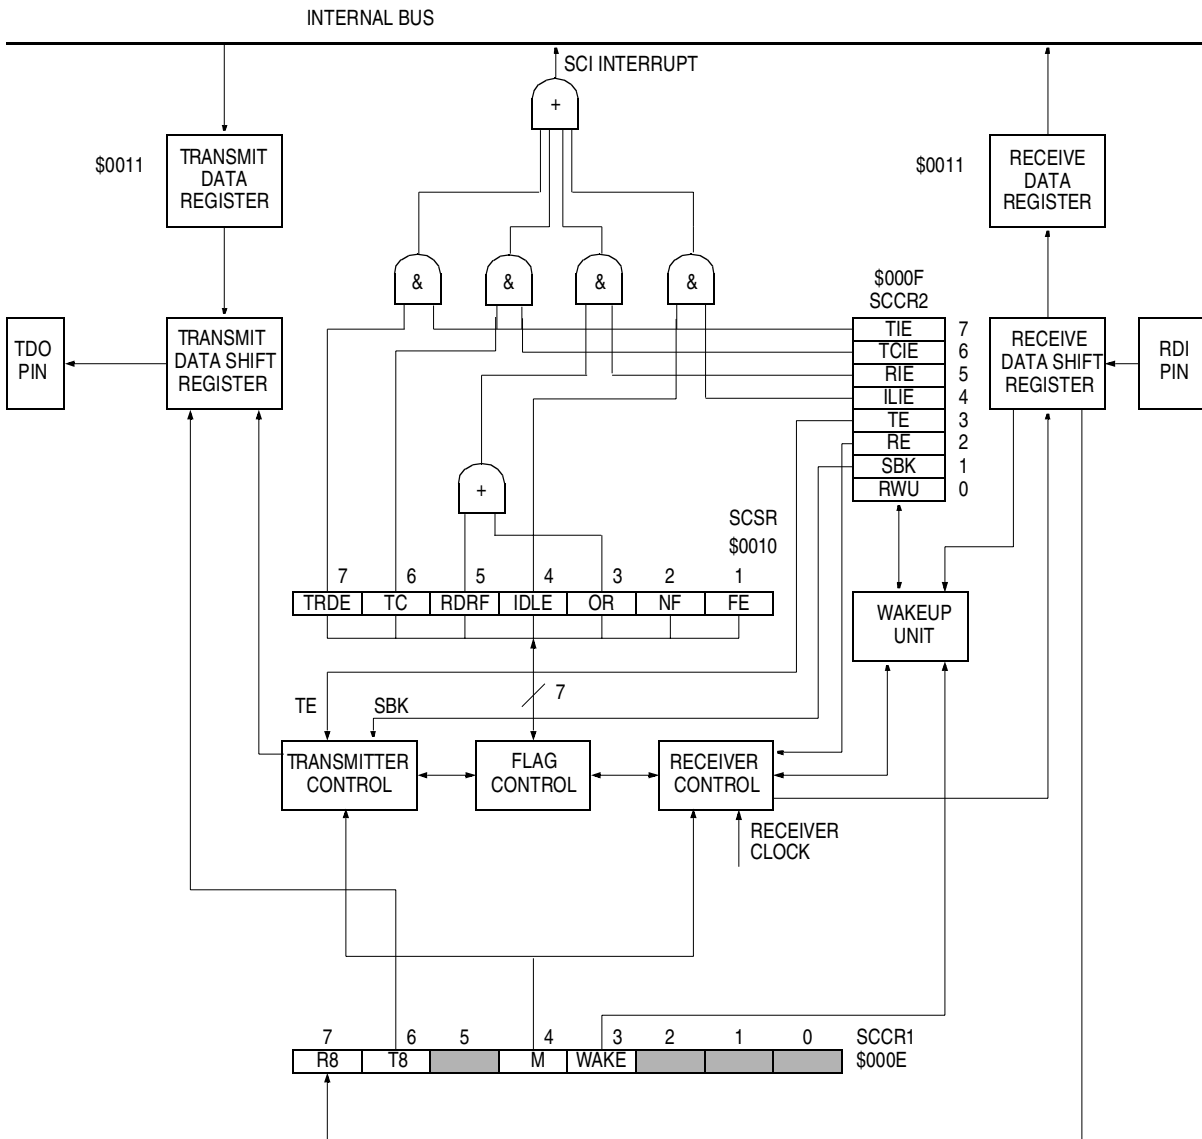 INTERNAL BUS
SCI INTERRUPT
+
$0011
TRANSMIT
DATA
REGISTER
$0011
RECEIVE
DATA
REGISTER
&
&
&
&
$000F
SCCR2
TDO
PIN
TRANSMIT
DATA SHIFT
REGISTER
TIE 7
TCIE 6
RIE 5
ILIE 4
TE 3
RE 2
SBK 1
RWU 0
RECEIVE
DATA SHIFT
REGISTER
RDI
PIN
+
SCSR
$0010
7 6 5 4 3 2 1
TRDE TC RDRF IDLE OR NF FE
WAKEUP
UNIT
7
TE SBK
TRANSMITTER
CONTROL
FLAG
CONTROL
RECEIVER
CONTROL
RECEIVER
CLOCK
7 6 5 4 3 2 1 0 SCCR1
R8 T8 M WAKE $000E